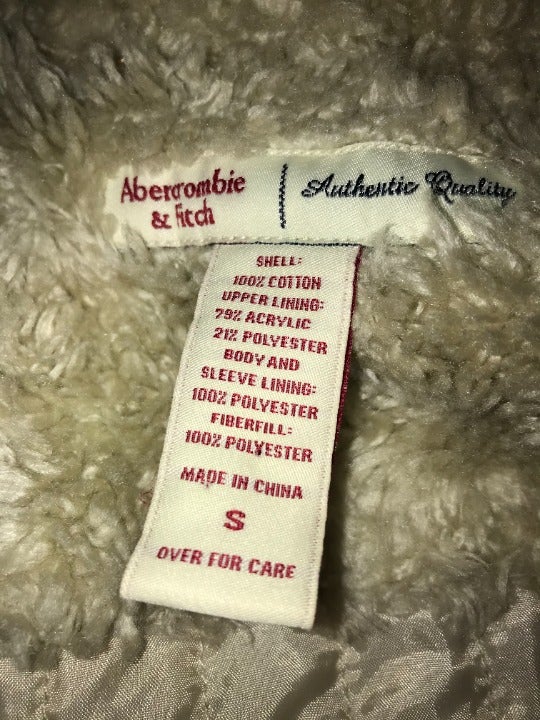 Abercrombie
& Fitch
Authentic Quality
SHELL:
100% COTTON
UPPER LINING:
79% ACRYLIC
21% POLYESTER
BODY AND
SLEEVE LINING:
100% POLYESTER
FIBERFILL:
100% POLYESTER
MADE IN CHINA
S
OVER FOR CARE